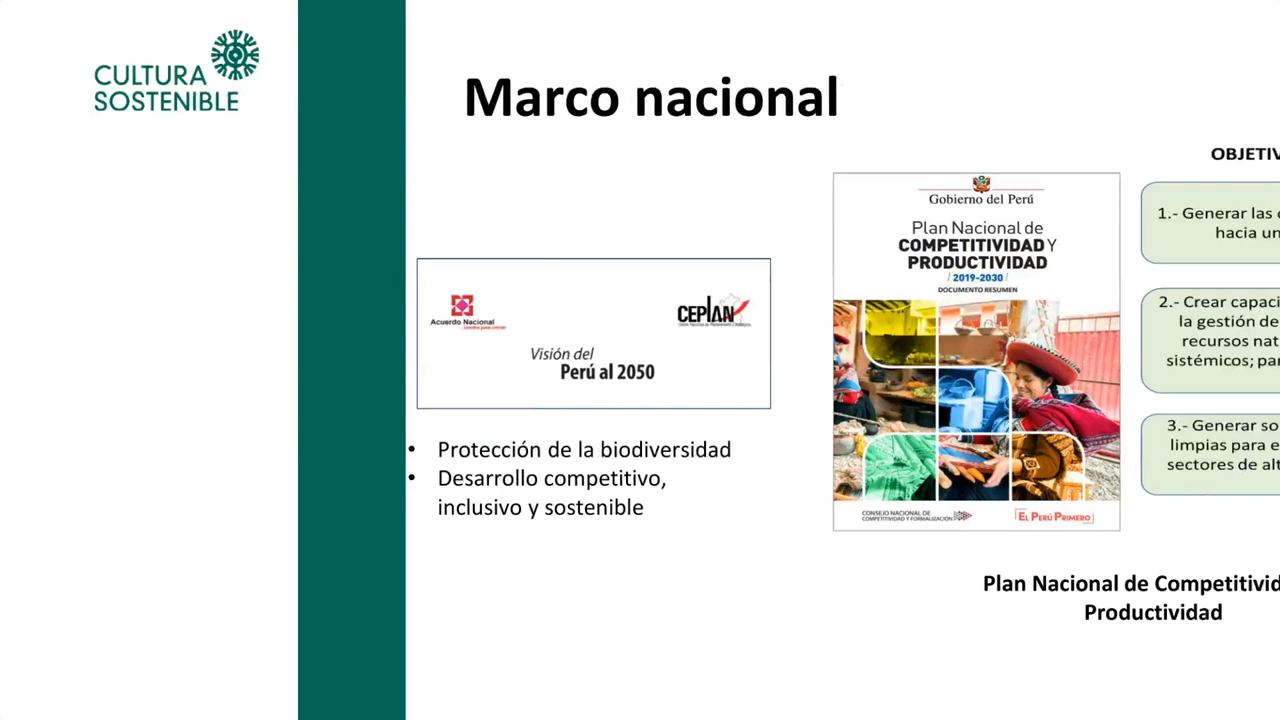 CULTURA
SOSTENIBLE
Marco nacional
Acuerdo Nacional
CEPLAN
Visión del
Perú al 2050
• Protección de la biodiversidad
• Desarrollo competitivo,
inclusivo y sostenible
Gobierno del Perú
Plan Nacional de
COMPETITIVIDAD Y
PRODUCTIVIDAD
/ 2019-2030 /
DOCUMENTO RESUMEN
CONSEJO NACIONAL DE
COMPETITIVIDAD Y FORMALIZACIÓN
EL PERÚ PRIMERO
OBJETIV
1.- Generar las
hacia un
2.- Crear capaci
la gestión de
recursos nat
sistémicos; par
3.- Generar so
limpias para e
sectores de alt
Plan Nacional de Competitivid
Productividad